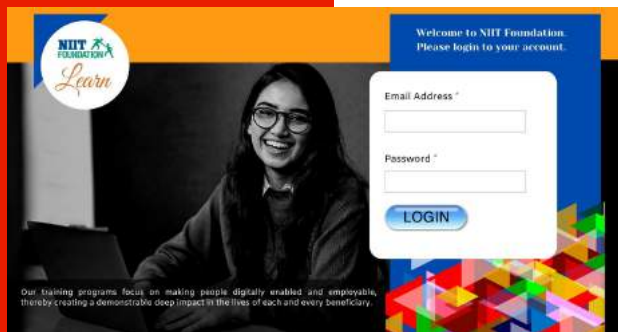 NIIT
FOUNDATION
Learn
Welcome to NIIT Foundation.
Please login to your account.
Email Address *
Password *
LOGIN
Our training programs focus on making people digitally enabled and employable,
thereby creating a demonstrable deep impact in the lives of each and every beneficiary.